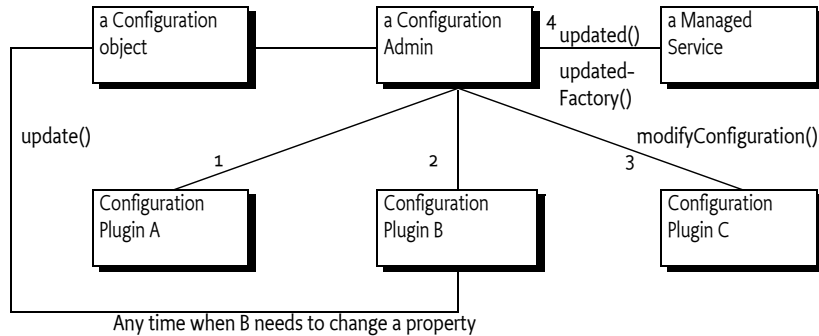 a Configuration
object
a Configuration
Admin
4
updated()
updated-
Factory()
a Managed
Service
update()
1
2
3
modifyConfiguration()
Configuration
Plugin A
Configuration
Plugin B
Configuration
Plugin C
Any time when B needs to change a property